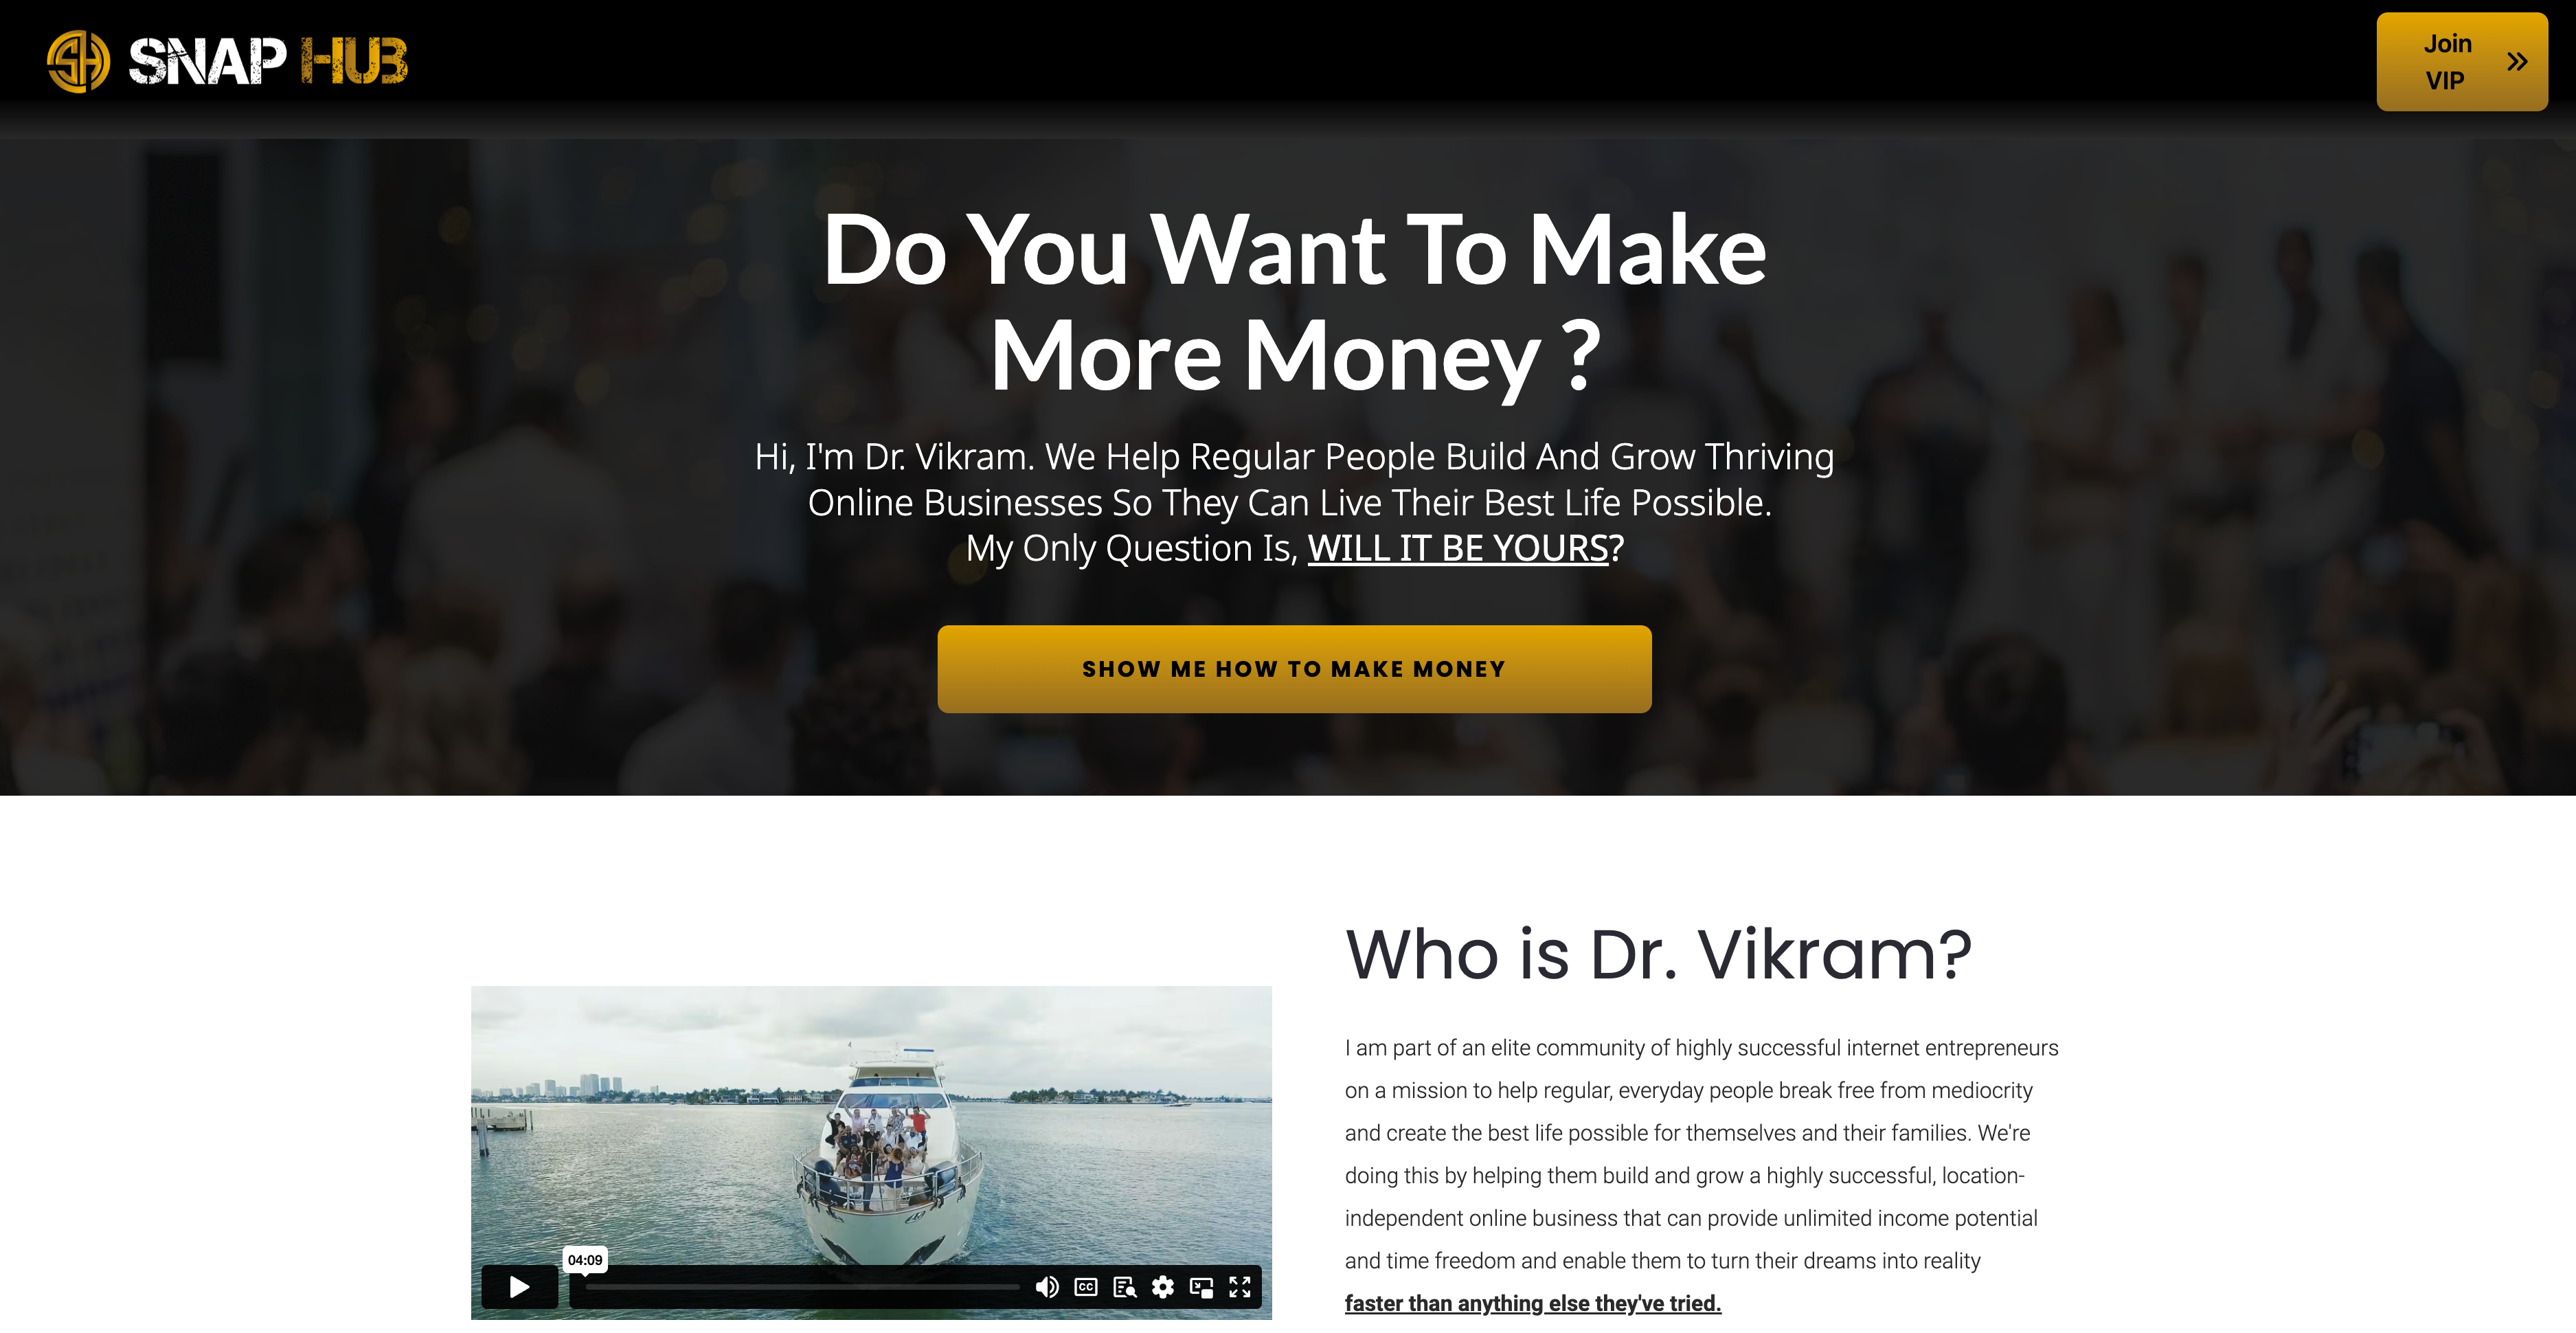 SNAP HUB
Join
VIP
Do You Want To Make
More Money ?
Hi, I'm Dr. Vikram. We Help Regular People Build And Grow Thriving
Online Businesses So They Can Live Their Best Life Possible.
My Only Question Is, WILL IT BE YOURS?
SHOW ME HOW TO MAKE MONEY
Who is Dr. Vikram?
I am part of an elite community of highly successful internet entrepreneurs
on a mission to help regular, everyday people break free from mediocrity
and create the best life possible for themselves and their families. We're
doing this by helping them build and grow a highly successful, location-
independent online business that can provide unlimited income potential
and time freedom and enable them to turn their dreams into reality
faster than anything else they've tried.
04:09
CC